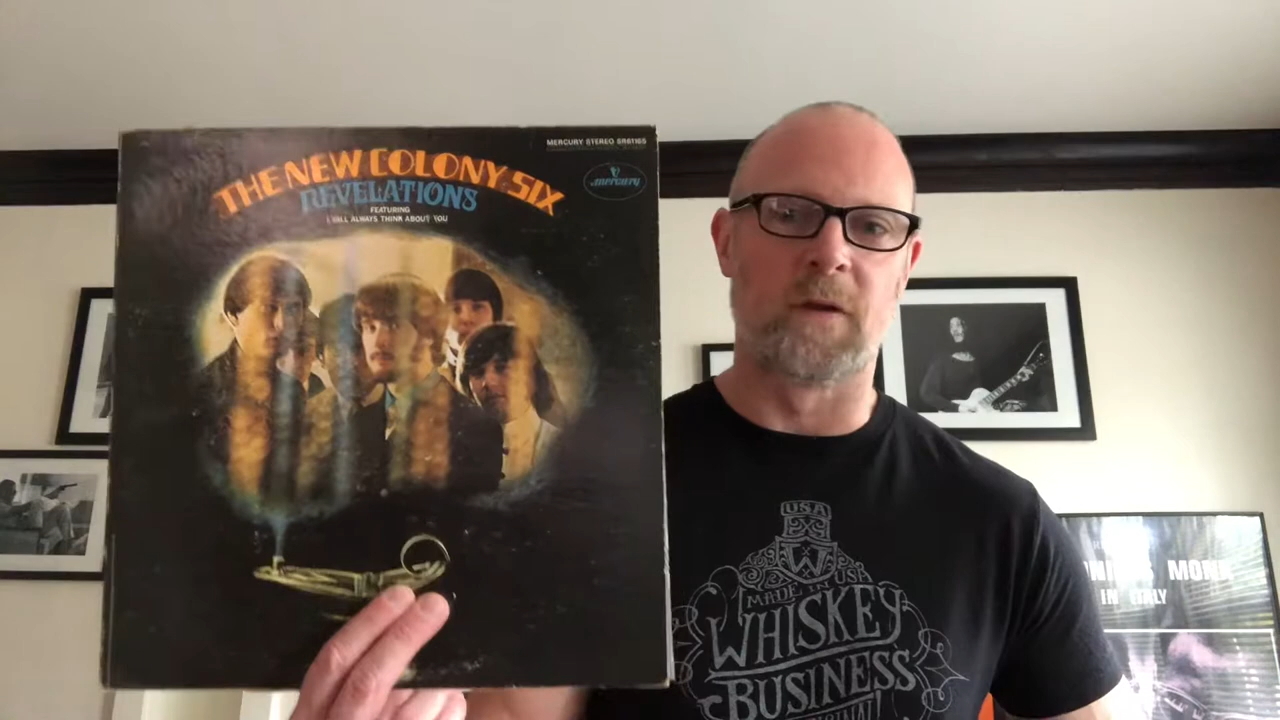 MERCURY STEREO SR61165
mercury
THE NEW COLONY SIX
REVELATIONS
FEATURING
I WILL ALWAYS THINK ABOUT YOU
USA
W
MADE IN USA
WHISKEY
BUSINESS
MONK
IN ITALY